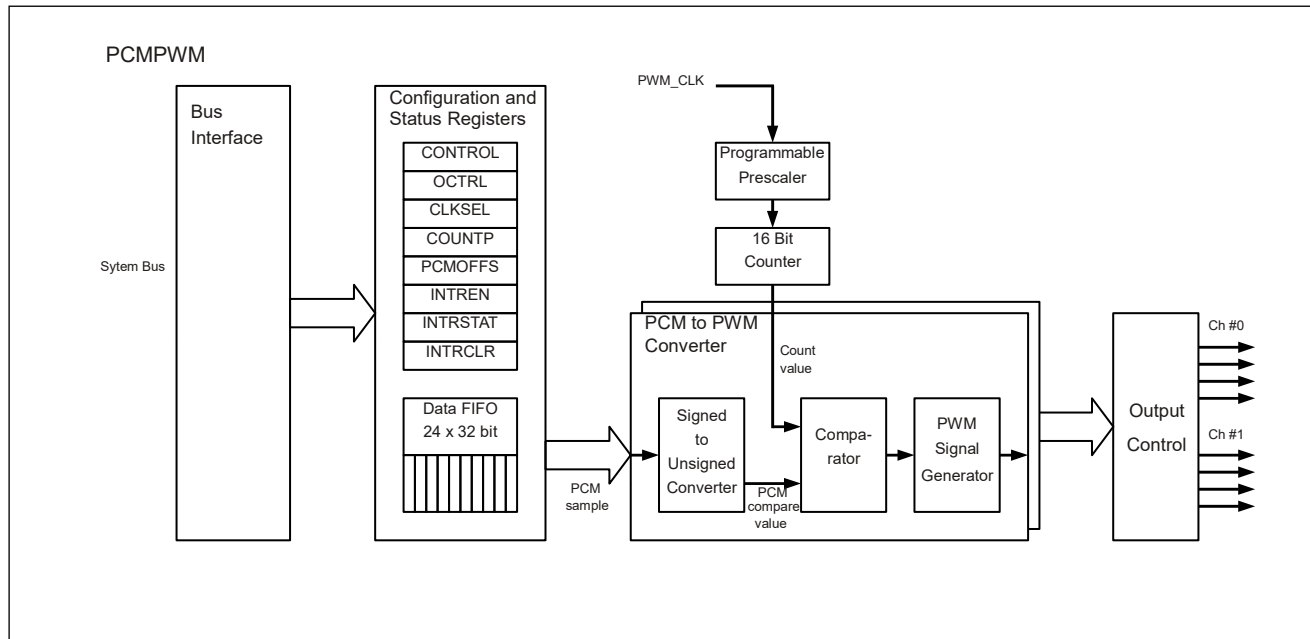 PCMPWM
Bus
Interface
Sytem Bus
Configuration and
Status Registers
CONTROL
OCTRL
CLKSEL
COUNTP
PCMOFFS
INTREN
INTRSTAT
INTRCLR
Data FIFO
24 x 32 bit
PCM
sample
PWM_CLK
Programmable
Prescaler
16 Bit
Counter
PCM to PWM
Converter
Count
value
Signed
to
Unsigned
Converter
PCM
compare
value
Compa-
rator
PWM
Signal
Generator
Output
Control
Ch #0
Ch #1